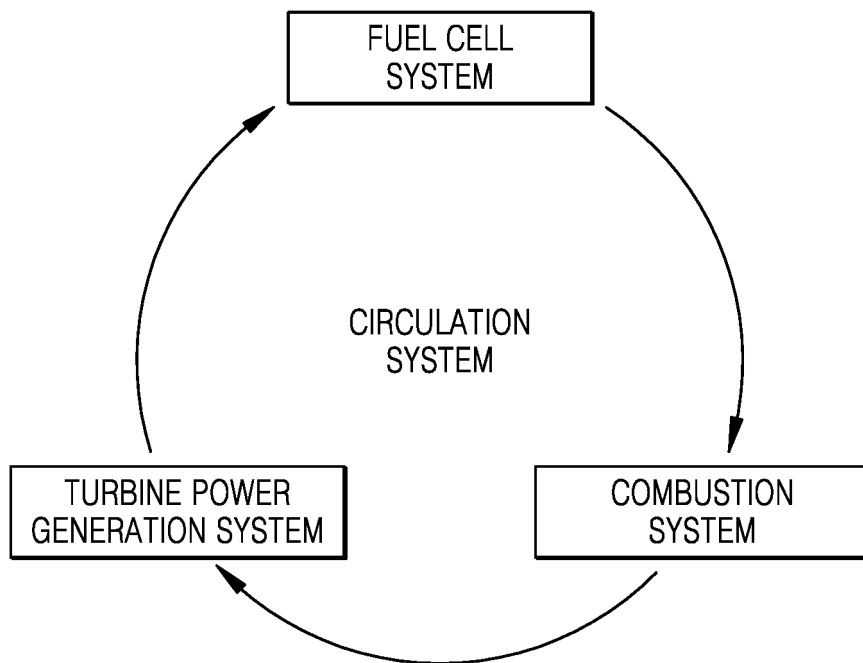 FUEL CELL
SYSTEM
CIRCULATION
SYSTEM
TURBINE POWER
GENERATION SYSTEM
COMBUSTION
SYSTEM